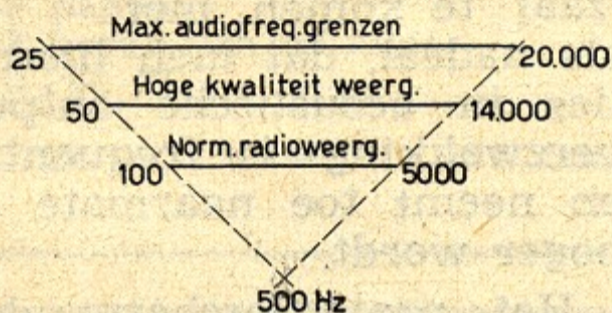 Max.audiofreq.grenzen
25 20.000
Hoge kwaliteit weerg.
50 14.000
Norm.radioweerg.
100 5000
500 Hz